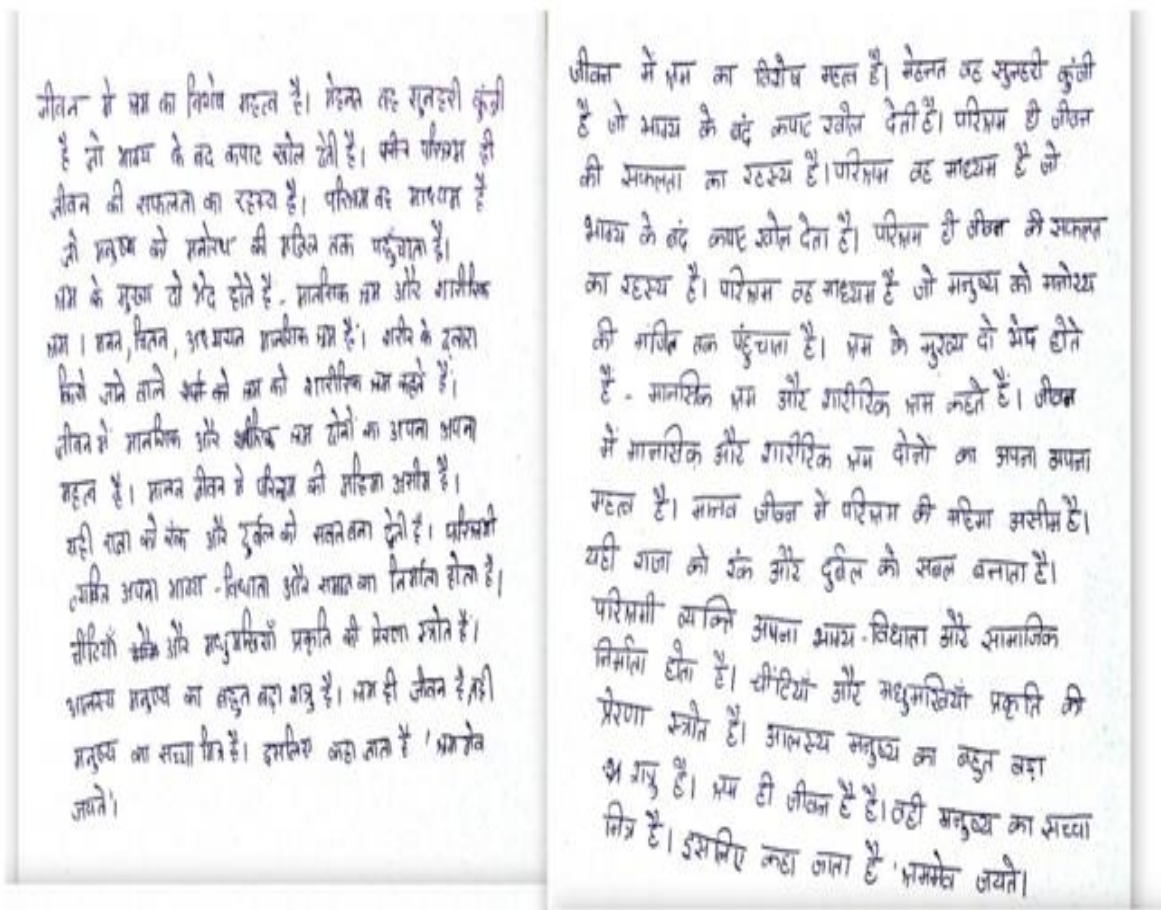 जीवन में श्रम का विशेष महत्व है। मेहनत वह सुनहरी कुंजी
है जो भाग्य के बंद कपाट खोल देती है। परिश्रम ही
जीवन की सफलता का रहस्य है। परिश्रम वह माध्यम है
जो मनुष्य को मनोरथ की मंजिल तक पहुँचाता है।
श्रम के मुख्य दो भेद होते है - मानसिक श्रम और शारीरिक
श्रम। मनन, चिंतन, अध्ययन मानसिक श्रम है। शरीर के द्वारा
किये जाने वाले श्रम को शारीरिक श्रम कहते हैं।
जीवन में मानसिक और शारीरिक श्रम दोनों का अपना अपना
महत्व है। मानव जीवन में परिश्रम की महिमा असीम है।
यही राजा को रंक और दुर्बल को सबल बना देती है। परिश्रमी
व्यक्ति अपना भाग्य - विधाता और समाज का निर्माता होता है।
चींटियाँ और मधुमक्खियाँ प्रकृति की प्रेरणा स्त्रोत है।
आलस्य मनुष्य का बहुत बड़ा शत्रु है। श्रम ही जीवन है वही
मनुष्य का सच्चा मित्र है। इसलिए कहा जाता है 'श्रममेव
जयते'।
जीवन में श्रम का विशेष महत्व है। मेहनत वह सुनहरी कुंजी
है जो भाग्य के बंद कपाट खोल देती है। परिश्रम ही जीवन
की सफलता का रहस्य है। परिश्रम वह माध्यम है जो
भाग्य के बंद कपाट खोल देता है। परिश्रम ही जीवन की सफलता
का रहस्य है। परिश्रम वह माध्यम है जो मनुष्य को मनोरथ
की मंजिल तक पंहुचाता है। श्रम के मुख्य दो भेद होते
है - मानसिक श्रम और शारीरिक श्रम कहते हैं। जीवन
में मानसिक और शारीरिक श्रम दोनों का अपना अपना
महत्व है। मानव जीवन में परिश्रम की महिमा असीम है।
यही राजा को रंक और दुर्बल को सबल बनाता है।
परिश्रमी व्यक्ति अपना भाग्य - विधाता और सामाजिक
निर्माता होता है। चींटियाँ और मधुमखियाँ प्रकृति की
प्रेरणा स्त्रोत है। आलस्य मनुष्य का बहुत बड़ा
शत्रु है। श्रम ही जीवन है है। वही मनुष्य का सच्चा
मित्र है। इसलिए कहा जाता है 'श्रममेव जयते।